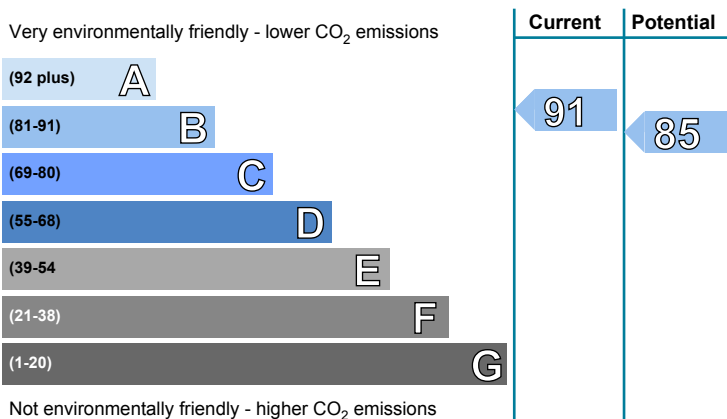 Very environmentally friendly - lower CO2 emissions
Current Potential
(92 plus) A
(81-91) B
91
85
(69-80) C
(55-68) D
(39-54 E
(21-38) F
(1-20) G
Not environmentally friendly - higher CO2 emissions